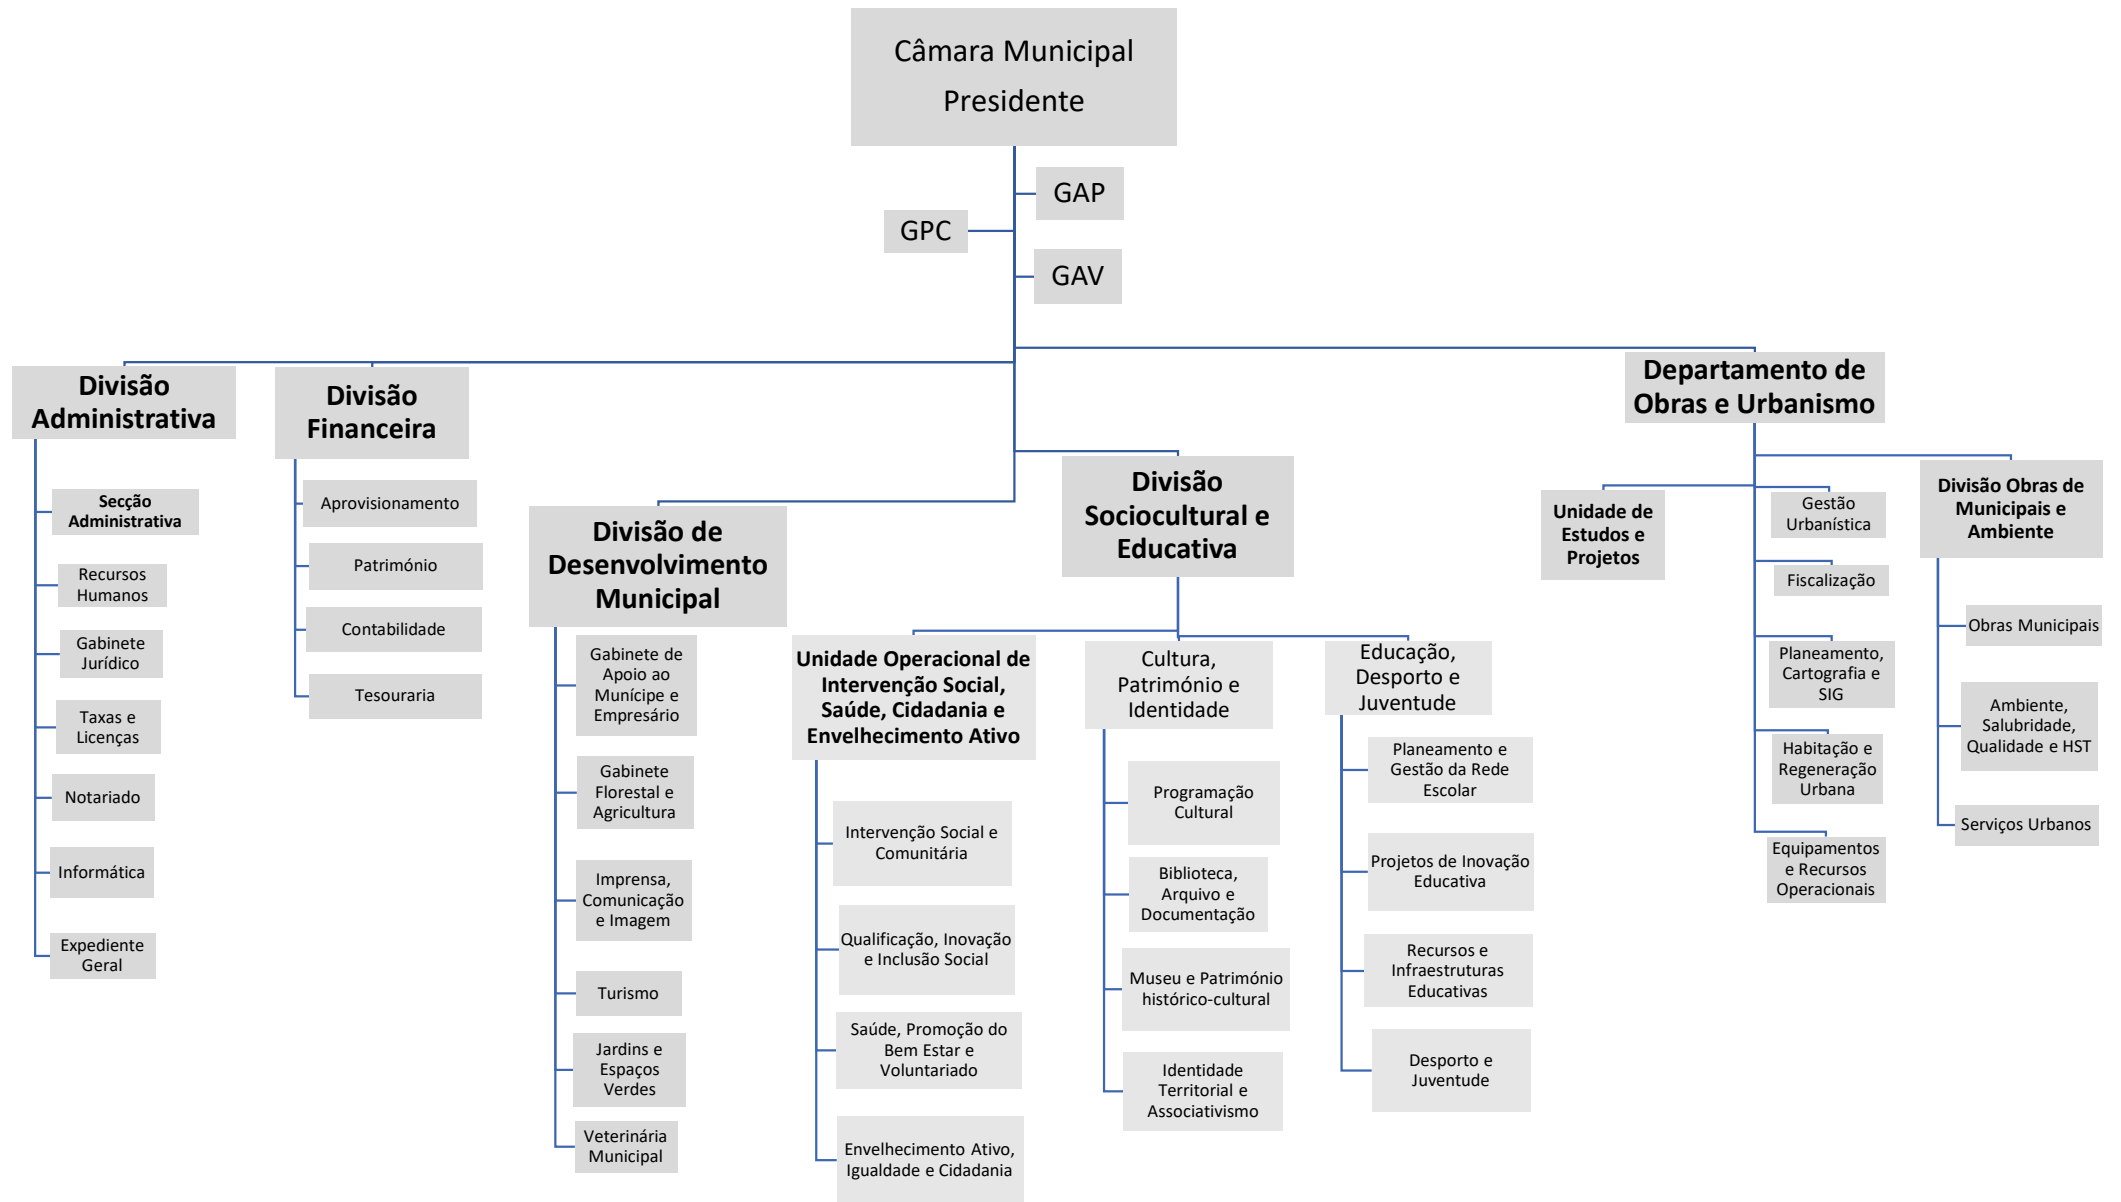 Câmara Municipal
Presidente
GAP
GPC
GAV
Divisão
Administrativa
Secção
Administrativa
Recursos
Humanos
Gabinete
Jurídico
Taxas e
Licenças
Notariado
Informática
Expediente
Geral
Divisão
Financeira
Aprovisionamento
Património
Contabilidade
Tesouraria
Divisão de
Desenvolvimento
Municipal
Gabinete de
Apoio ao
Munícipe e
Empresário
Gabinete
Florestal e
Agricultura
Imprensa,
Comunicação
e Imagem
Turismo
Jardins e
Espaços
Verdes
Veterinária
Municipal
Divisão
Sociocultural e
Educativa
Unidade Operacional de
Intervenção Social,
Saúde, Cidadania e
Envelhecimento Ativo
Intervenção Social e
Comunitária
Qualificação, Inovação
e Inclusão Social
Saúde, Promoção do
Bem Estar e
Voluntariado
Envelhecimento Ativo,
Igualdade e Cidadania
Cultura,
Património e
Identidade
Programação
Cultural
Biblioteca,
Arquivo e
Documentação
Museu e Património
histórico-cultural
Identidade
Territorial e
Associativismo
Educação,
Desporto e
Juventude
Planeamento e
Gestão da Rede
Escolar
Projetos de Inovação
Educativa
Recursos e
Infraestruturas
Educativas
Desporto e
Juventude
Departamento de
Obras e Urbanismo
Unidade de
Estudos e
Projetos
Gestão
Urbanística
Fiscalização
Planeamento,
Cartografia e
SIG
Habitação e
Regeneração
Urbana
Equipamentos
e Recursos
Operacionais
Divisão Obras de
Municipais e
Ambiente
Obras Municipais
Ambiente,
Salubridade,
Qualidade e HST
Serviços Urbanos